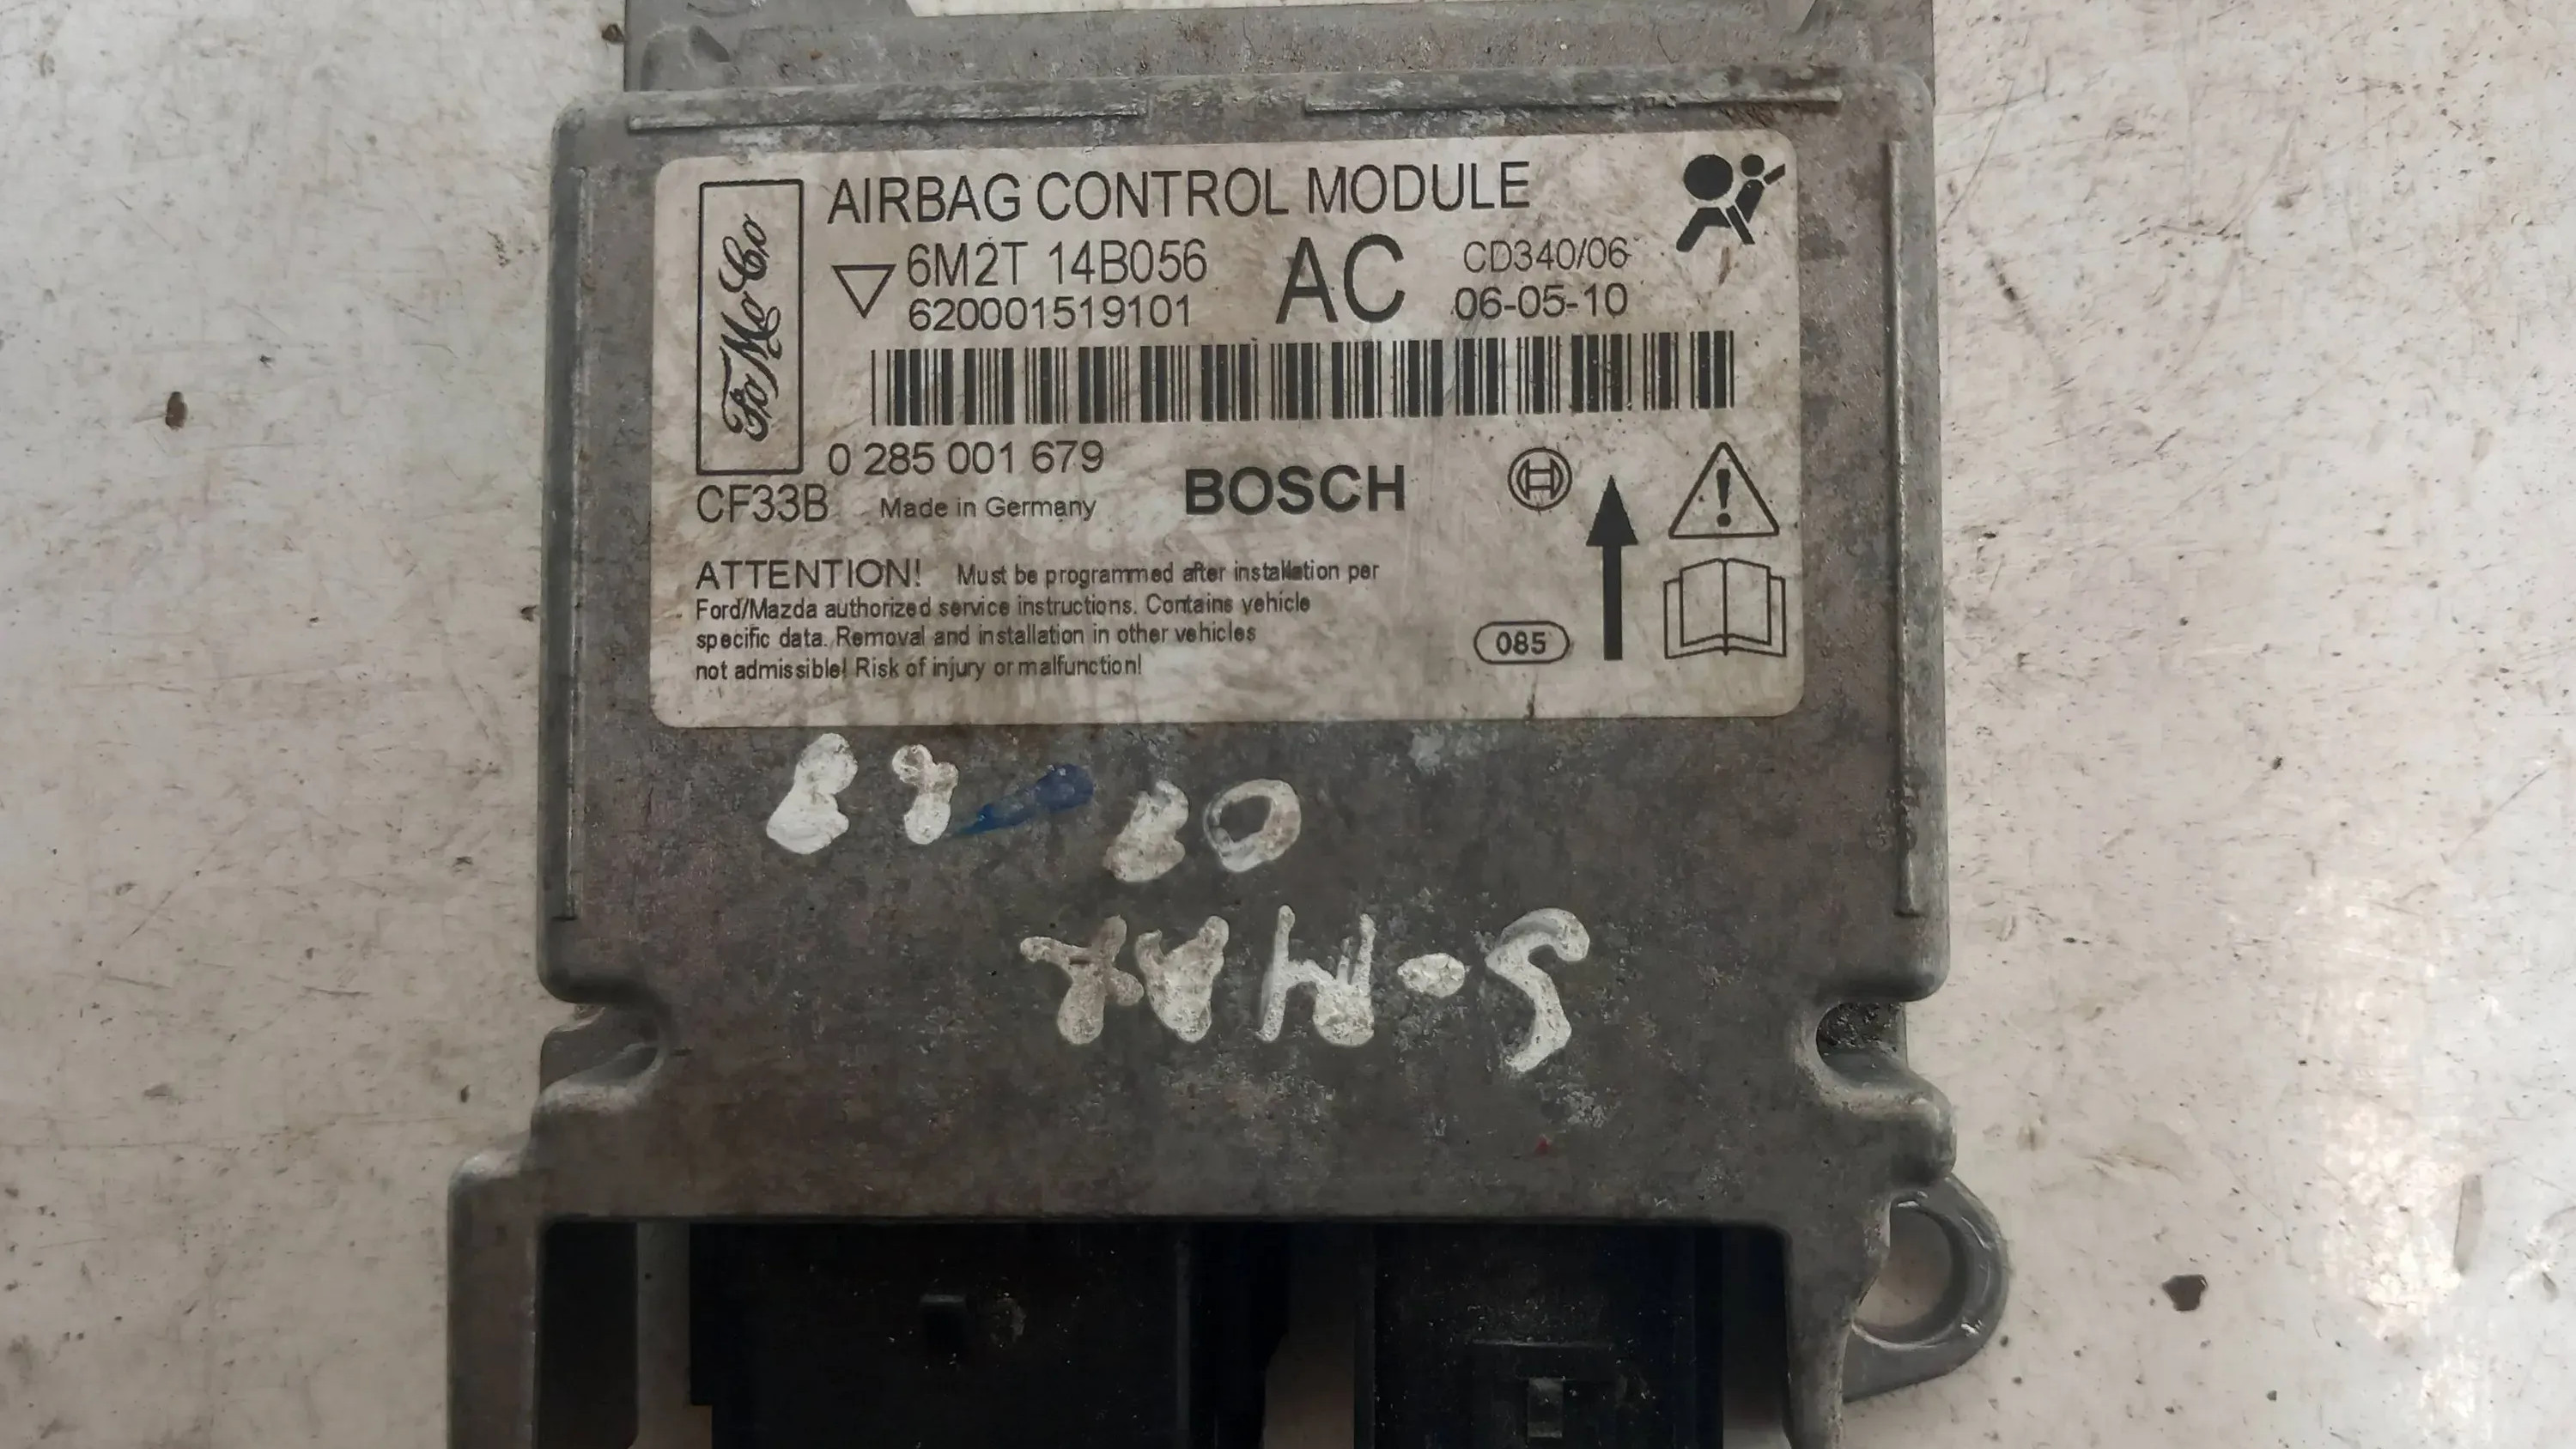 FoMoCo
AIRBAG CONTROL MODULE
6M2T 14B056 AC CD340/06
620001519101 06-05-10
0 285 001 679
CF33B Made in Germany BOSCH
ATTENTION! Must be programmed after installation per
Ford/Mazda authorized service instructions. Contains vehicle
specific data. Removal and installation in other vehicles
not admissible! Risk of injury or malfunction!
085
S-MAX